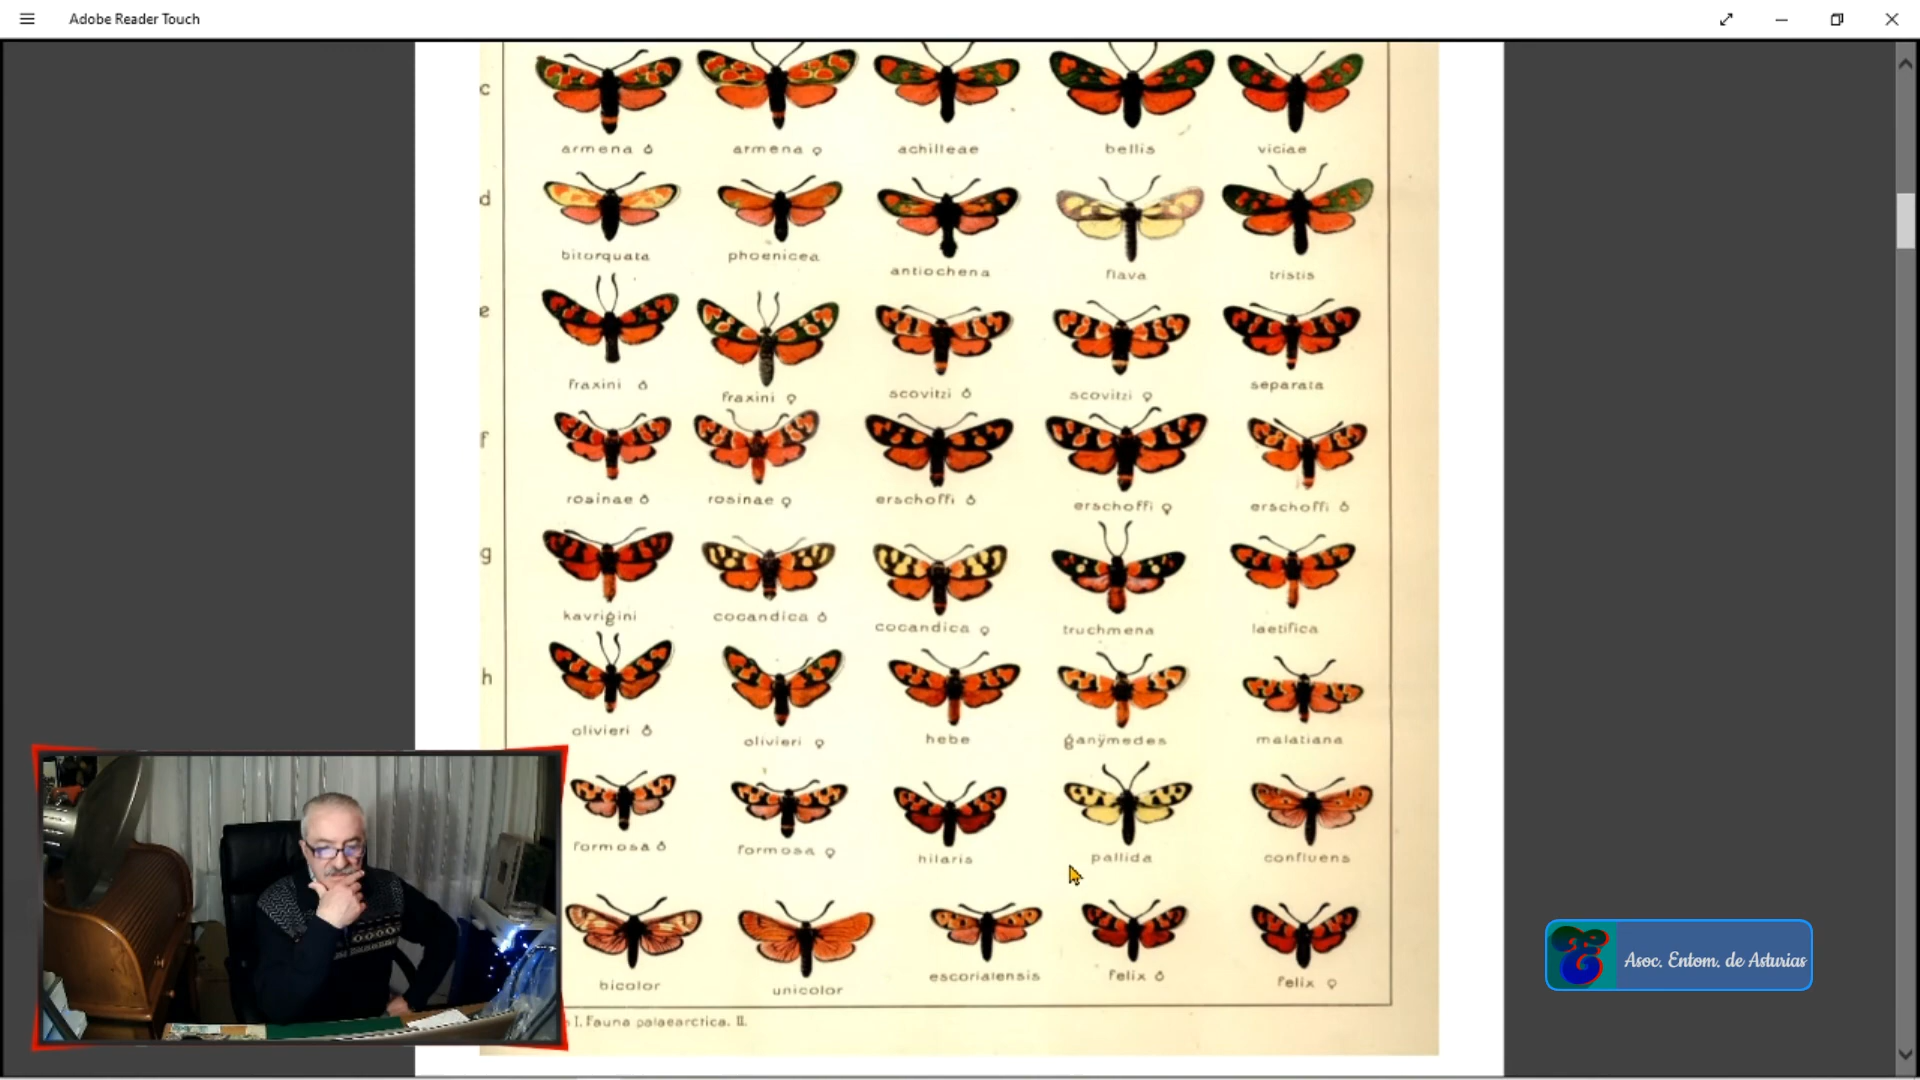 Adobe Reader Touch
c
armena ♂ armena ♀ achilleae bellis viciae
d
bitorquata phoenicea antiochena flava tristis
e
fraxini ♂ fraxini ♀ scovitzi ♂ scovitzi ♀ separata
f
rosinae ♂ rosinae ♀ erschoffi ♂ erschoffi ♀ erschoffi ♂
g
kavrigini cocandica ♂ cocandica ♀ truchmena laetifica
h
olivieri ♂ olivieri ♀ hebe ganÿmedes malatiana
formosa ♂ formosa ♀ hilaris pallida confluens
bicolor unicolor escorialensis felix ♂ felix ♀
I. Fauna palaearctica. II.
Asoc. Entom. de Asturias